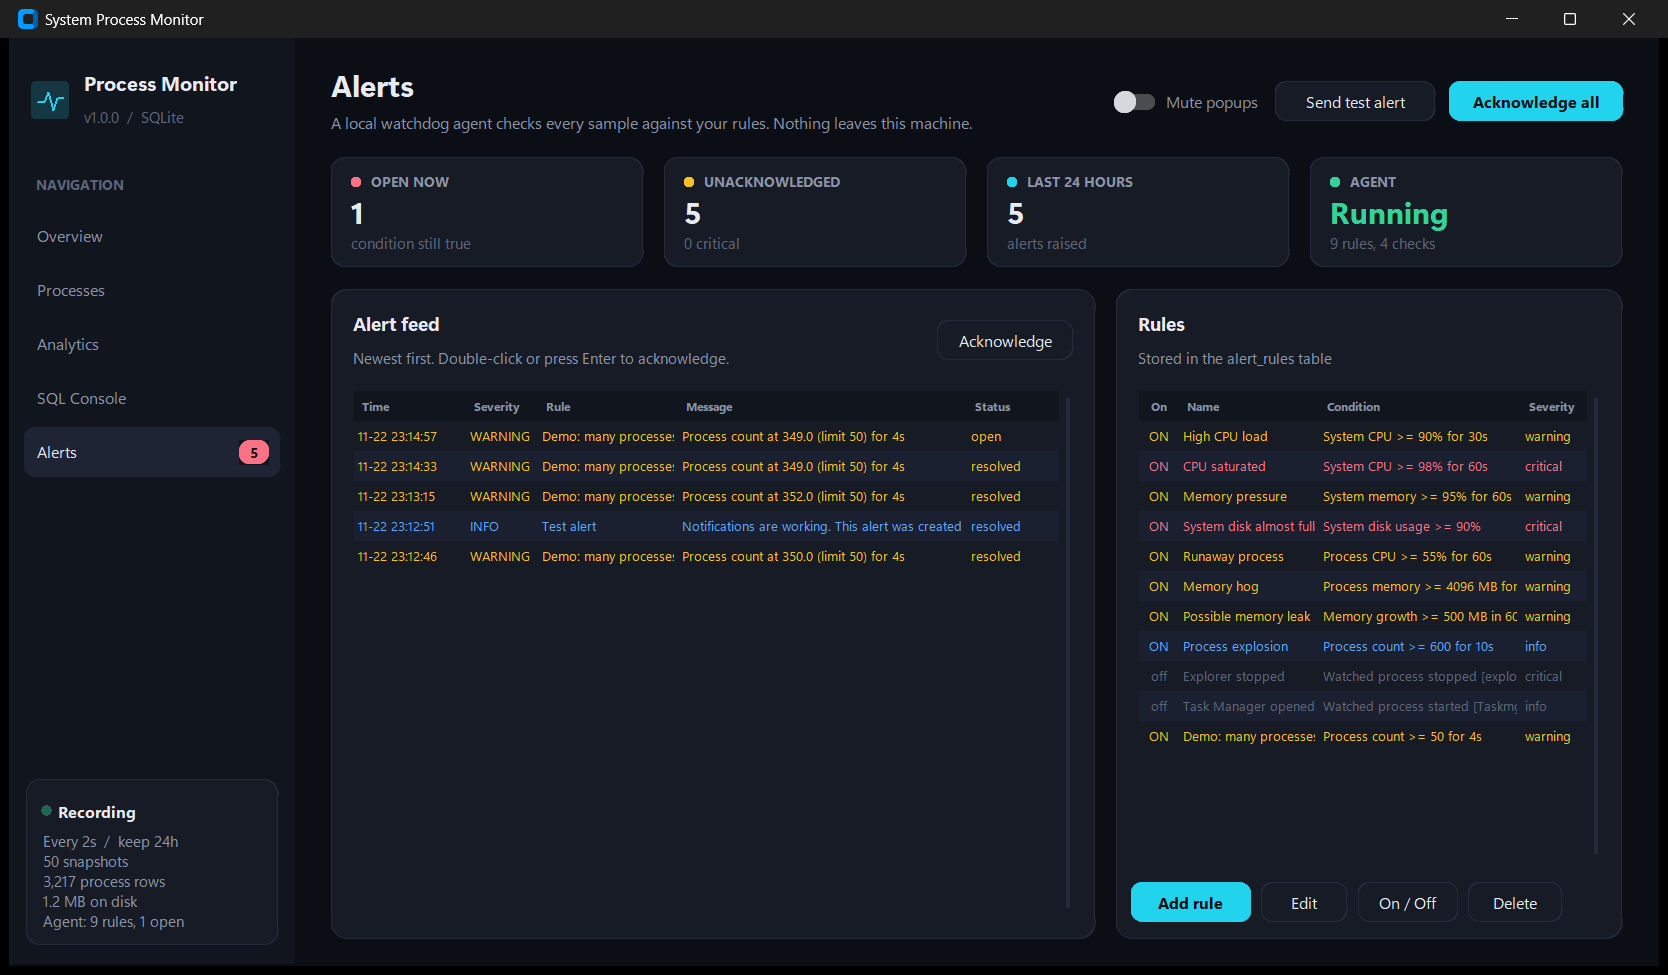 System Process Monitor
Process Monitor
v1.0.0 / SQLite
NAVIGATION
Overview
Processes
Analytics
SQL Console
Alerts 5
Recording
Every 2s / keep 24h
50 snapshots
3,217 process rows
1.2 MB on disk
Agent: 9 rules, 1 open
Alerts
A local watchdog agent checks every sample against your rules. Nothing leaves this machine.
Mute popups Send test alert Acknowledge all
OPEN NOW
1
condition still true
UNACKNOWLEDGED
5
0 critical
LAST 24 HOURS
5
alerts raised
AGENT
Running
9 rules, 4 checks
Alert feed
Newest first. Double-click or press Enter to acknowledge.
Acknowledge
Time Severity Rule Message Status
11-22 23:14:57 WARNING Demo: many processes Process count at 349.0 (limit 50) for 4s open
11-22 23:14:33 WARNING Demo: many processes Process count at 349.0 (limit 50) for 4s resolved
11-22 23:13:15 WARNING Demo: many processes Process count at 352.0 (limit 50) for 4s resolved
11-22 23:12:51 INFO Test alert Notifications are working. This alert was created resolved
11-22 23:12:46 WARNING Demo: many processes Process count at 350.0 (limit 50) for 4s resolved
Rules
Stored in the alert_rules table
On Name Condition Severity
ON High CPU load System CPU >= 90% for 30s warning
ON CPU saturated System CPU >= 98% for 60s critical
ON Memory pressure System memory >= 95% for 60s warning
ON System disk almost full System disk usage >= 90% critical
ON Runaway process Process CPU >= 55% for 60s warning
ON Memory hog Process memory >= 4096 MB for warning
ON Possible memory leak Memory growth >= 500 MB in 60 warning
ON Process explosion Process count >= 600 for 10s info
off Explorer stopped Watched process stopped [explo critical
off Task Manager opened Watched process started [Taskmg info
ON Demo: many processes Process count >= 50 for 4s warning
Add rule Edit On / Off Delete